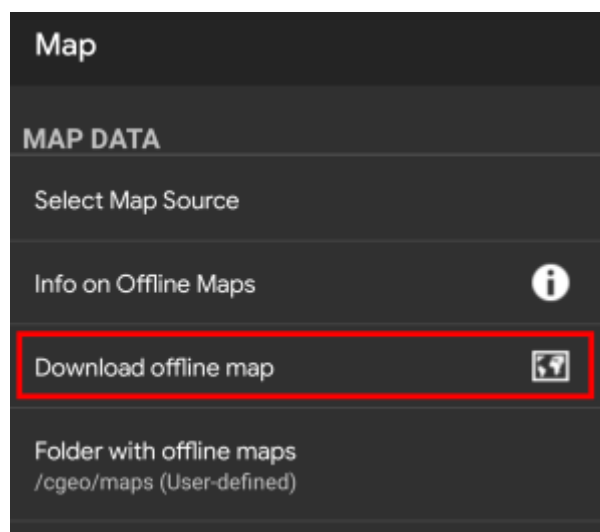 Map
MAP DATA
Select Map Source
Info on Offline Maps
Download offline map
Folder with offline maps
/cgeo/maps (User-defined)